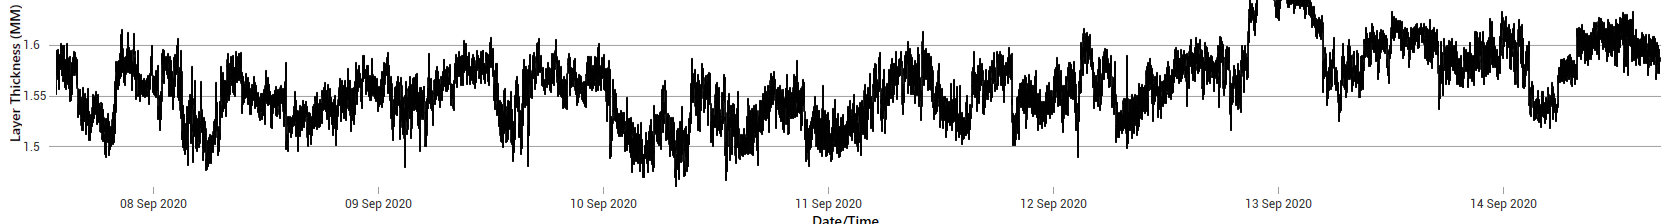 Layer Thickness (MM)
1.6
1.55
1.5
08 Sep 2020
09 Sep 2020
10 Sep 2020
11 Sep 2020
12 Sep 2020
13 Sep 2020
14 Sep 2020
Date/Time